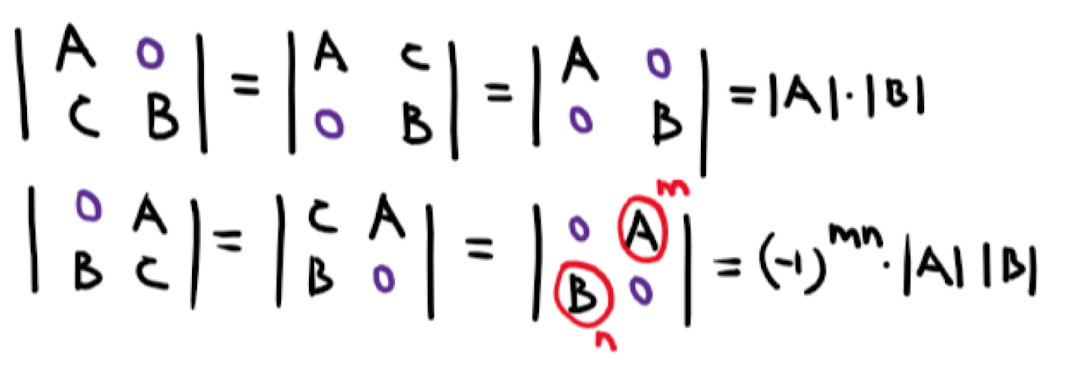 | A 0 | = | A C | = | A 0 | = |A|·|B|
| C B | | 0 B | | 0 B |
m
| 0 A | = | C A | = | 0 A | = (-1)^mn · |A| |B|
| B C | | B 0 | | B 0 |
n